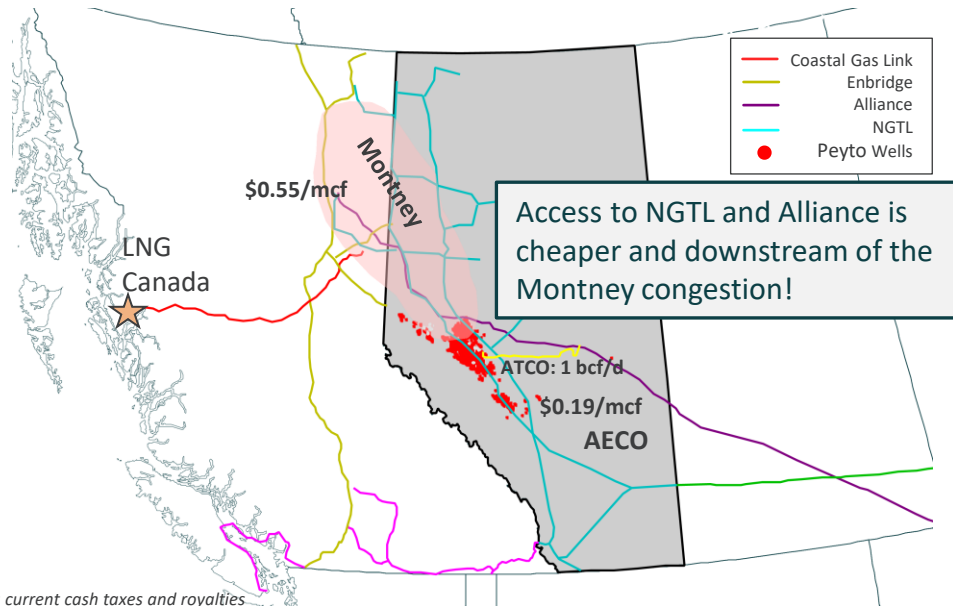 Coastal Gas Link
Enbridge
Alliance
NGTL
Peyto Wells
Montney
$0.55/mcf
Access to NGTL and Alliance is
cheaper and downstream of the
Montney congestion!
LNG
Canada
ATCO: 1 bcf/d
$0.19/mcf
AECO
current cash taxes and royalties